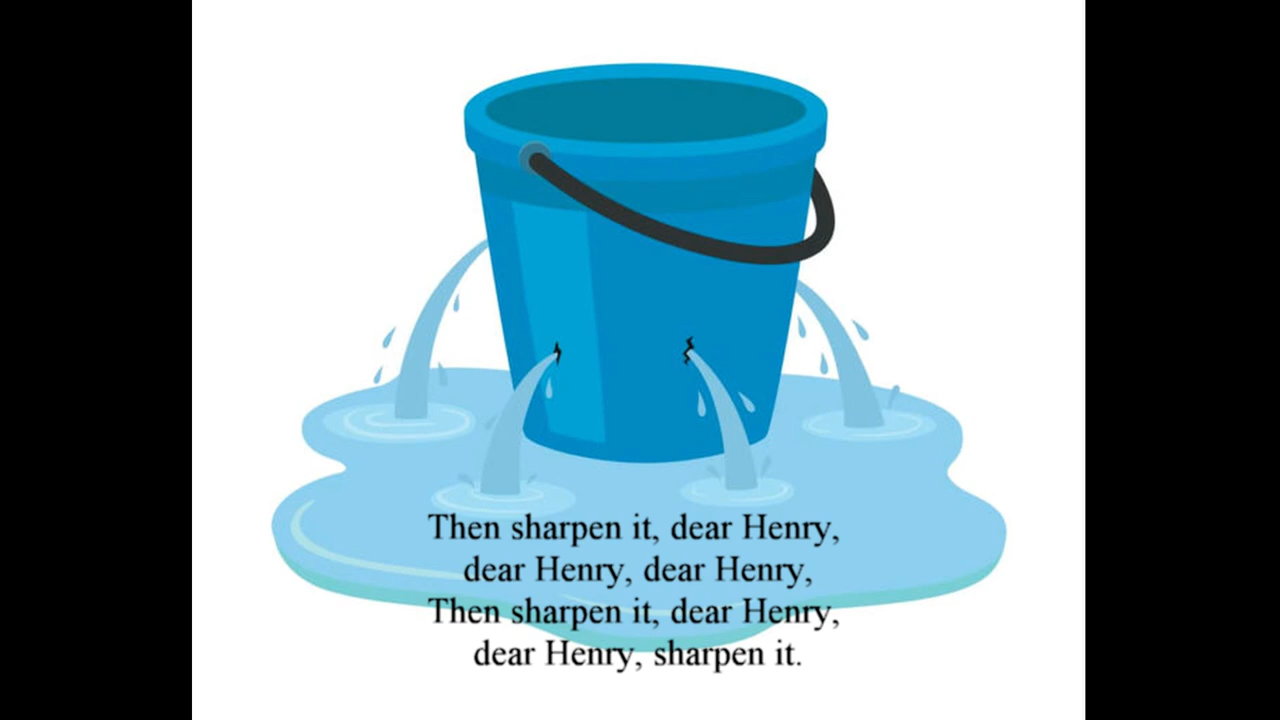 Then sharpen it, dear Henry,
dear Henry, dear Henry,
Then sharpen it, dear Henry,
dear Henry, sharpen it.